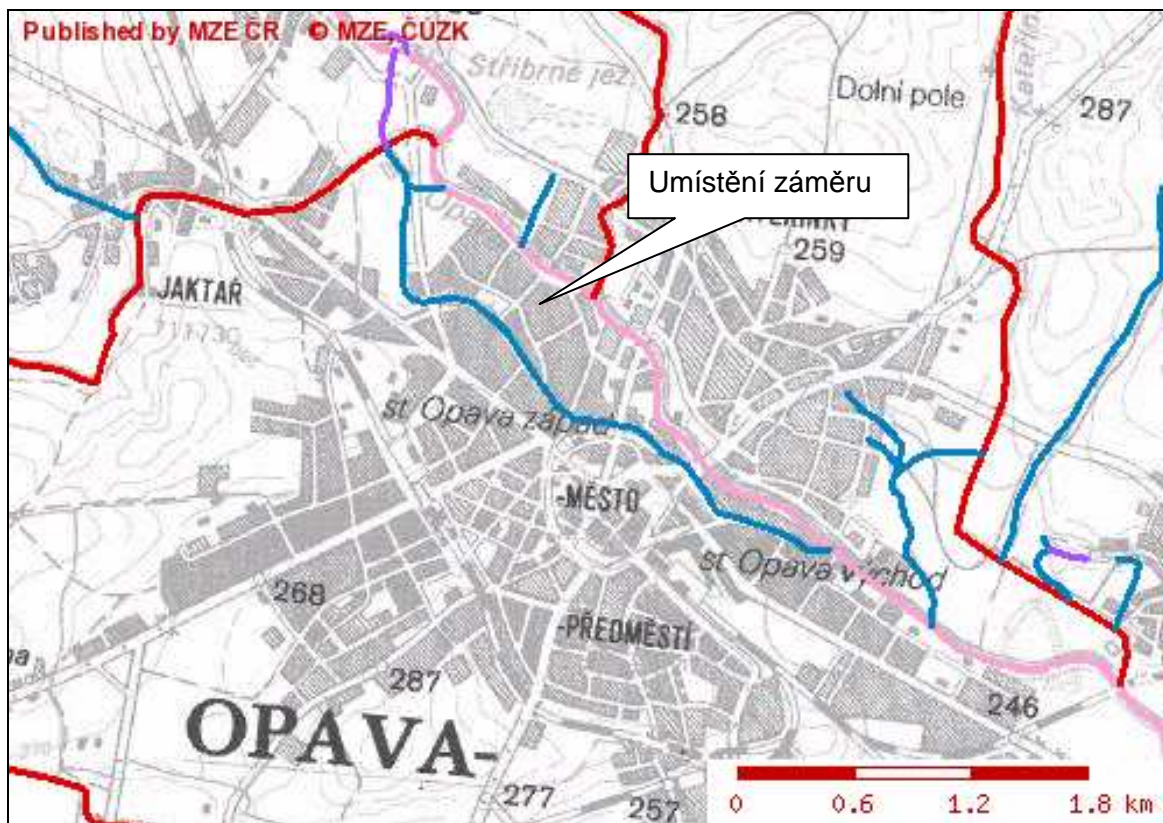 Published by MZE ČR © MZE, ČÚZK
Stříbrné jez.
Dolní pole
287
258
Umístění záměru
259
JAKTAŘ
st. Opava západ
-MĚSTO
st. Opava východ
268
-PŘEDMĚSTÍ
287
246
OPAVA-
277
257
0 0.6 1.2 1.8 km